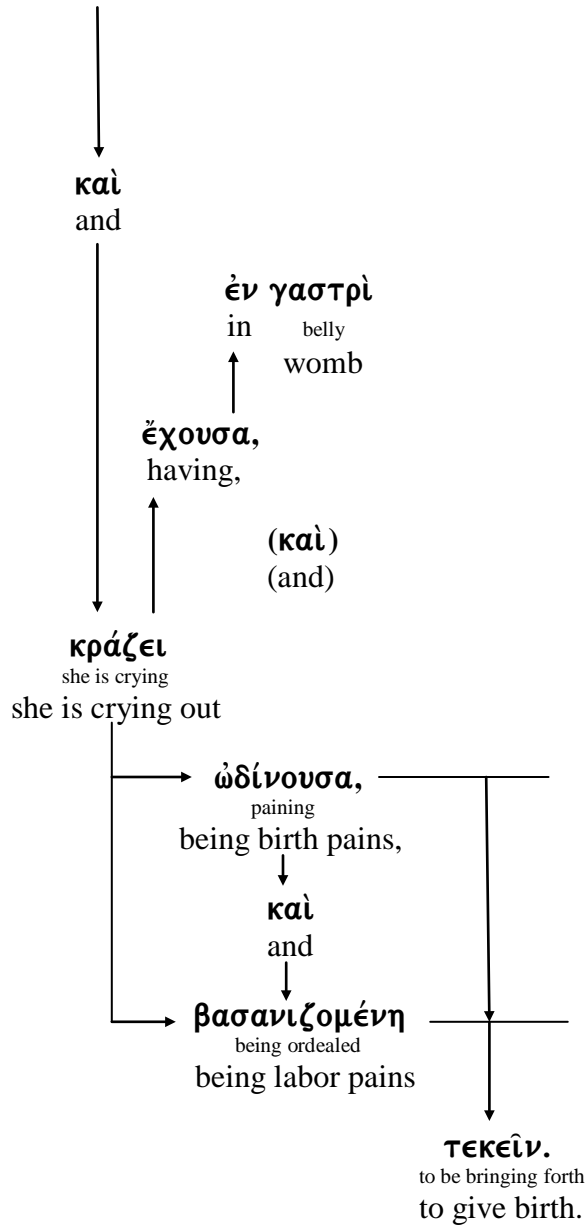 καὶ
and
ἐν γαστρὶ
in belly
womb
ἔχουσα,
having,
(καὶ)
(and)
κράζει
she is crying
she is crying out
ὠδίνουσα,
paining
being birth pains,
καὶ
and
βασανιζομένη
being ordealed
being labor pains
τεκεῖν.
to be bringing forth
to give birth.